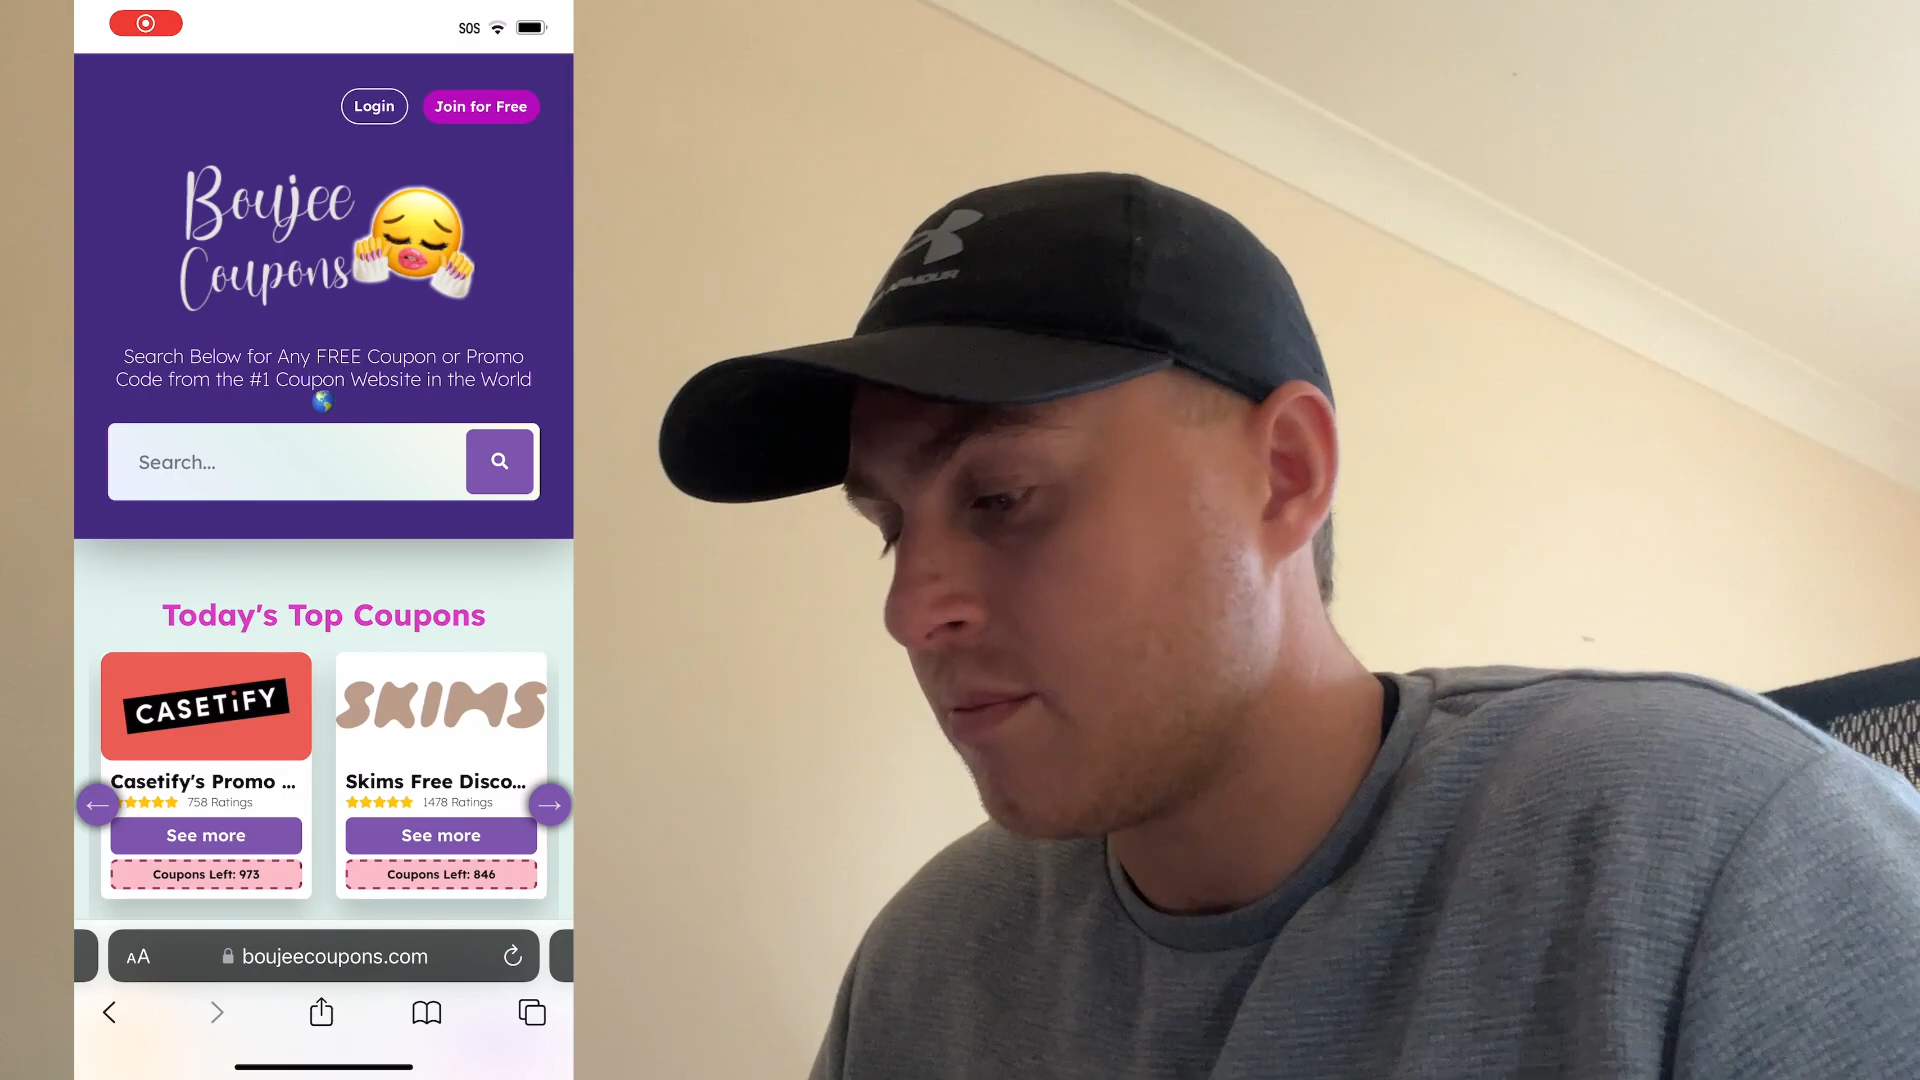 SOS
Login
Join for Free
Boujee
Coupons
Search Below for Any FREE Coupon or Promo
Code from the #1 Coupon Website in the World
Search...
Today's Top Coupons
CASETiFY
SKIMS
Casetify's Promo ...
Skims Free Disco...
758 Ratings
1478 Ratings
See more
See more
Coupons Left: 973
Coupons Left: 846
AA
boujeecoupons.com